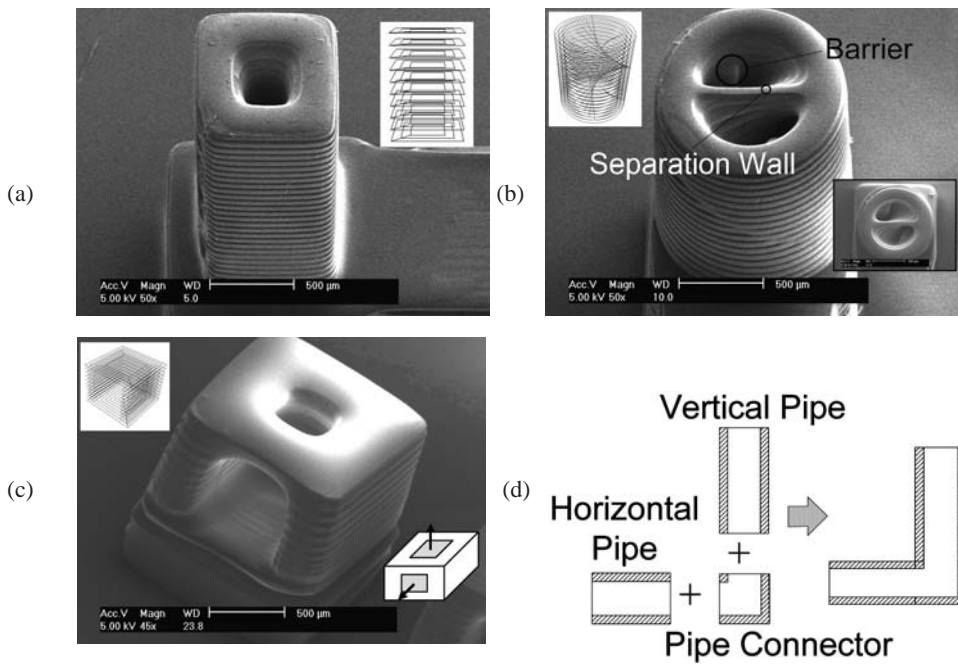 (a)
Acc.V Magn WD 500 µm
5.00 kV 50x 5.0
(b)
Barrier
Separation Wall
Acc.V Magn WD 500 µm
5.00 kV 50x 10.0
(c)
Acc.V Magn WD 500 µm
5.00 kV 45x 23.8
(d)
Vertical Pipe
Horizontal
Pipe
+
+
Pipe Connector